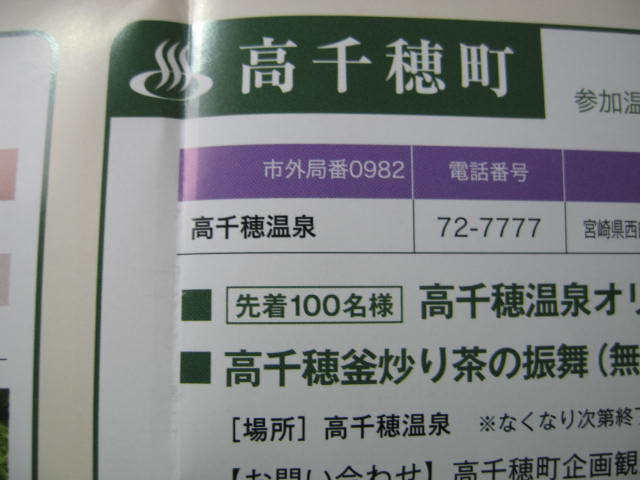 高千穂町
参加温
市外局番0982 電話番号
高千穂温泉 72-7777 宮崎県西
■ 先着100名様 高千穂温泉オリ
■ 高千穂釜炒り茶の振舞(無
[場所] 高千穂温泉 ※なくなり次第終了
【お問い合わせ】高千穂町企画観